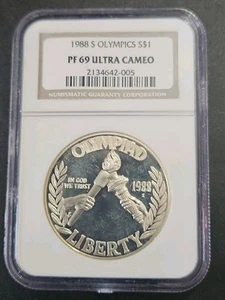 1988 S OLYMPICS S$1
PF 69 ULTRA CAMEO
2134642-005
NUMISMATIC GUARANTY CORPORATION
OLYMPIAD
IN GOD
WE TRUST
1988
S
LIBERTY